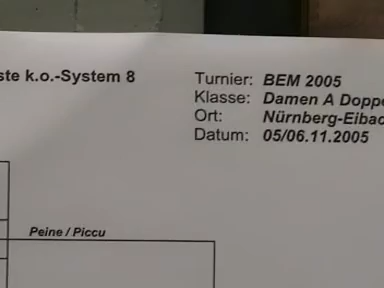 ste k.o.-System 8
Turnier: BEM 2005
Klasse: Damen A Doppe
Ort: Nürnberg-Eibac
Datum: 05/06.11.2005
Peine / Piccu